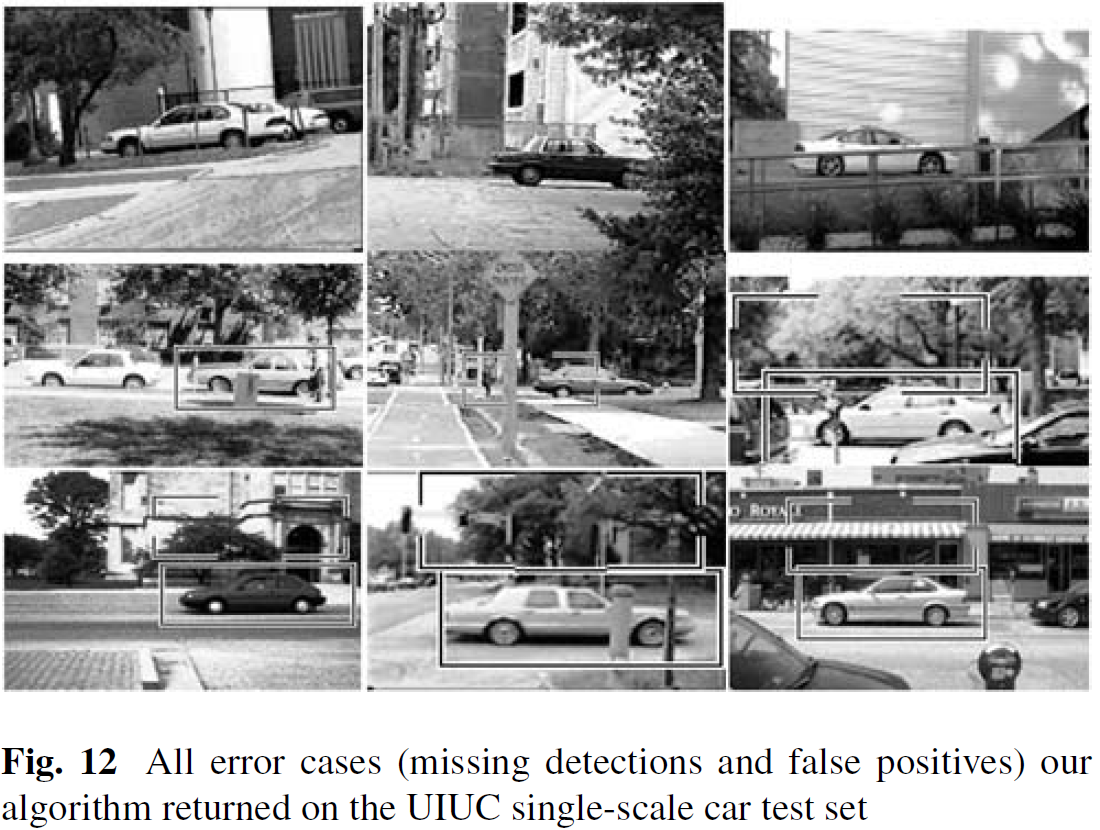 O ROYALE
Fig. 12 All error cases (missing detections and false positives) our
algorithm returned on the UIUC single-scale car test set